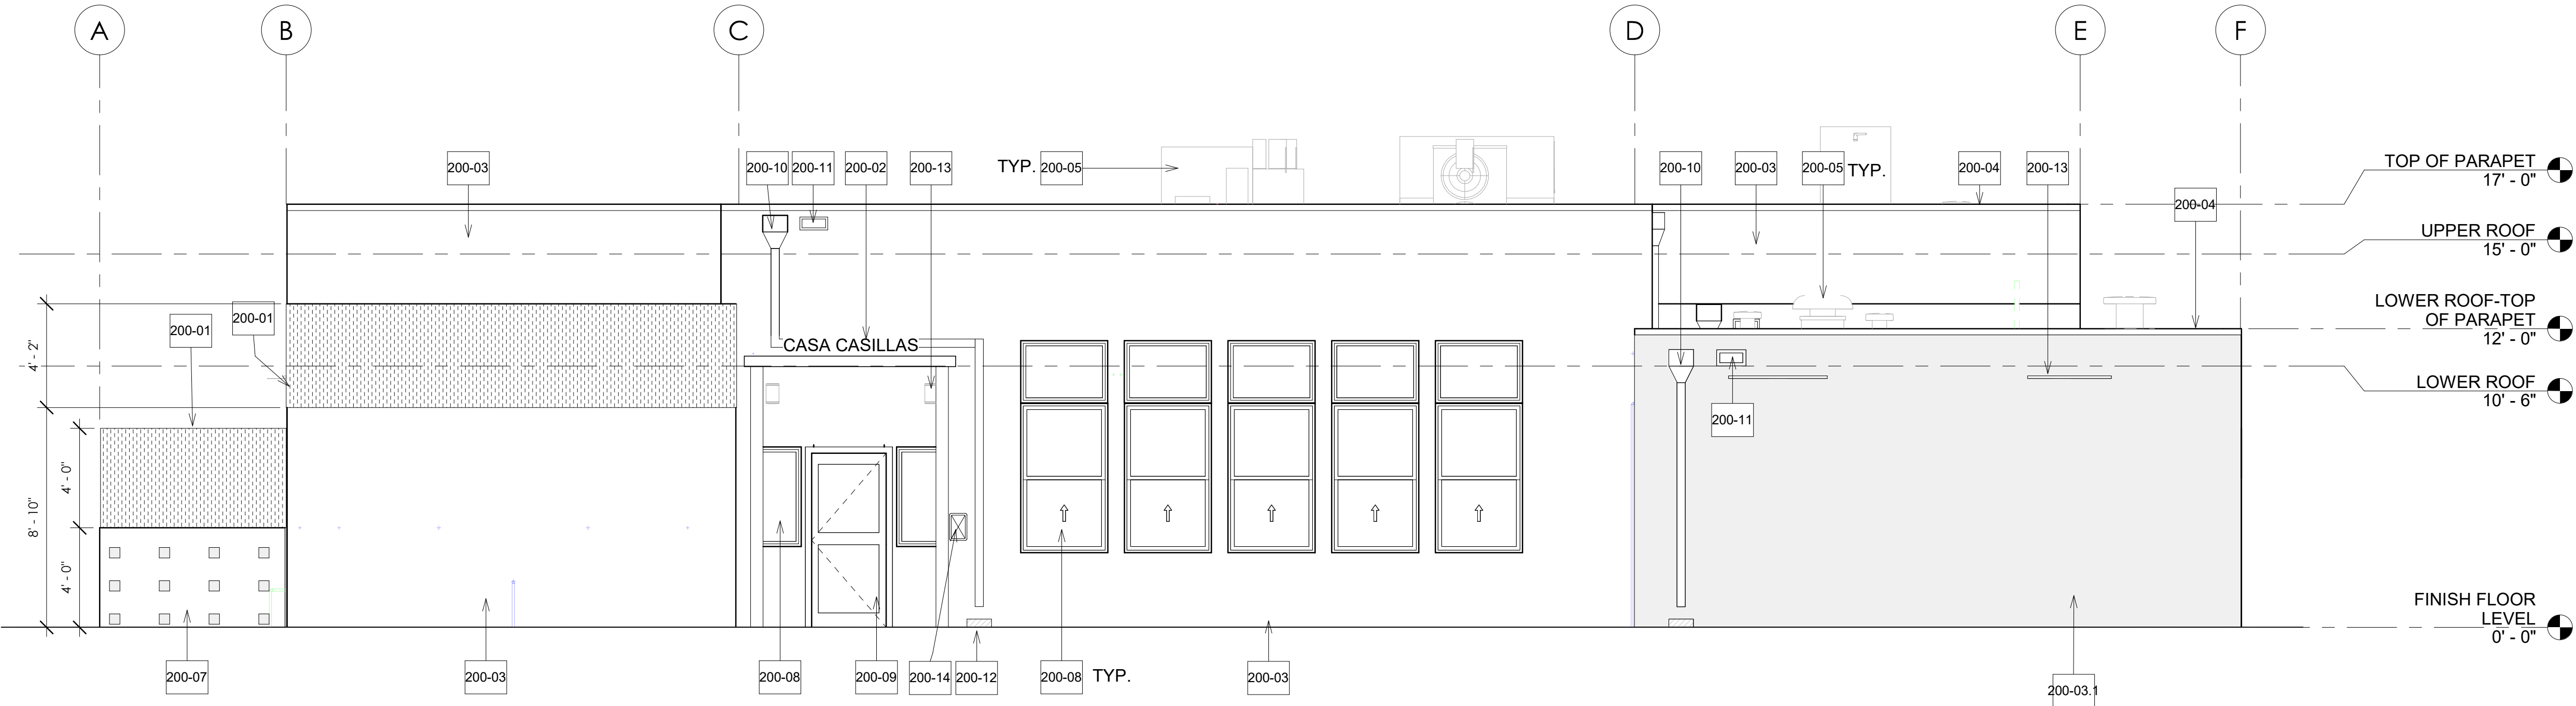 A
B
C
D
E
F
200-03
200-10
200-11
200-02
200-13
TYP.
200-05
200-10
200-03
200-05
TYP.
200-04
200-13
200-04
TOP OF PARAPET
17' - 0"
UPPER ROOF
15' - 0"
LOWER ROOF-TOP
OF PARAPET
12' - 0"
LOWER ROOF
10' - 6"
200-01
200-01
4' - 2"
CASA CASILLAS
200-11
4' - 0"
8' - 10"
4' - 0"
FINISH FLOOR
LEVEL
0' - 0"
200-07
200-03
200-08
200-09
200-14
200-12
200-08
TYP.
200-03
200-03.1